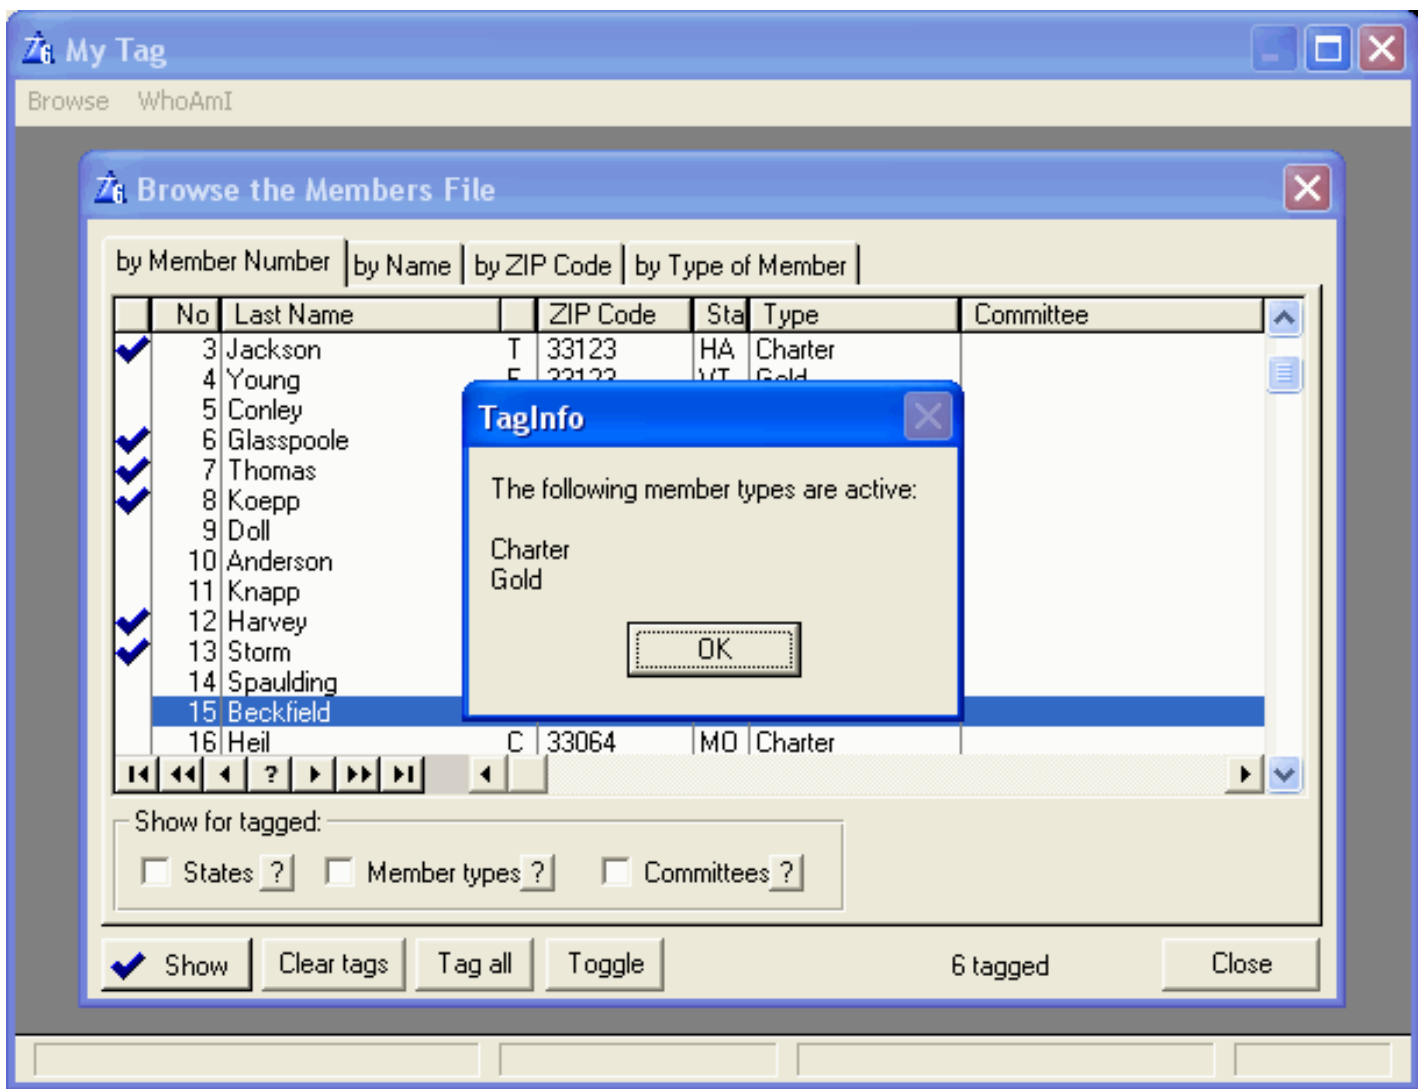 My Tag
Browse WhoAmI
Browse the Members File
by Member Number by Name by ZIP Code by Type of Member
No Last Name ZIP Code Sta Type Committee
3 Jackson T 33123 HA Charter
4 Young F 33123 VT Gold
5 Conley
6 Glasspoole
7 Thomas
8 Koepp
9 Doll
10 Anderson
11 Knapp
12 Harvey
13 Storm
14 Spaulding
15 Beckfield
16 Heil C 33064 MO Charter
TagInfo
The following member types are active:
Charter
Gold
OK
?
Show for tagged:
States ? Member types ? Committees ?
Show Clear tags Tag all Toggle 6 tagged Close